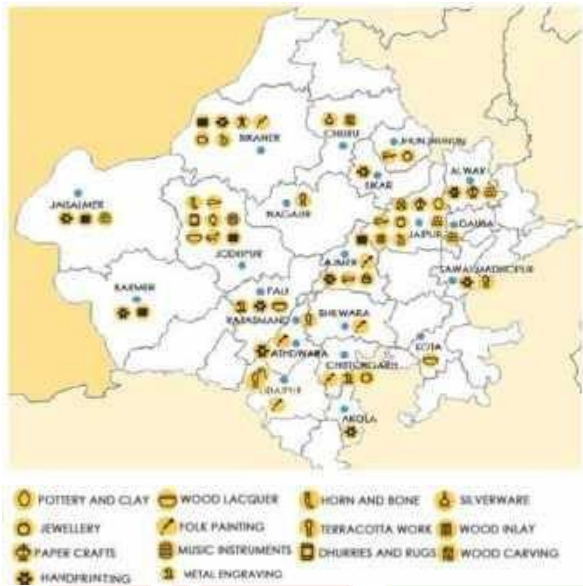 BIKANER
CHURU
JHUNJHUNUN
SIKAR
ALWAR
JAISALMER
NAGAUR
JAIPUR
DAUSA
JODHPUR
AJMER
SAWAI MADHOPUR
BARMER
PALI
RAJASMAND
BHILWARA
KOTA
NATHDWARA
CHITTORGARH
UDAIPUR
AKOLA
POTTERY AND CLAY WOOD LACQUER HORN AND BONE SILVERWARE
JEWELLERY FOLK PAINTING TERRACOTTA WORK WOOD INLAY
PAPER CRAFTS MUSIC INSTRUMENTS DHURRIES AND RUGS WOOD CARVING
HANDPRINTING METAL ENGRAVING